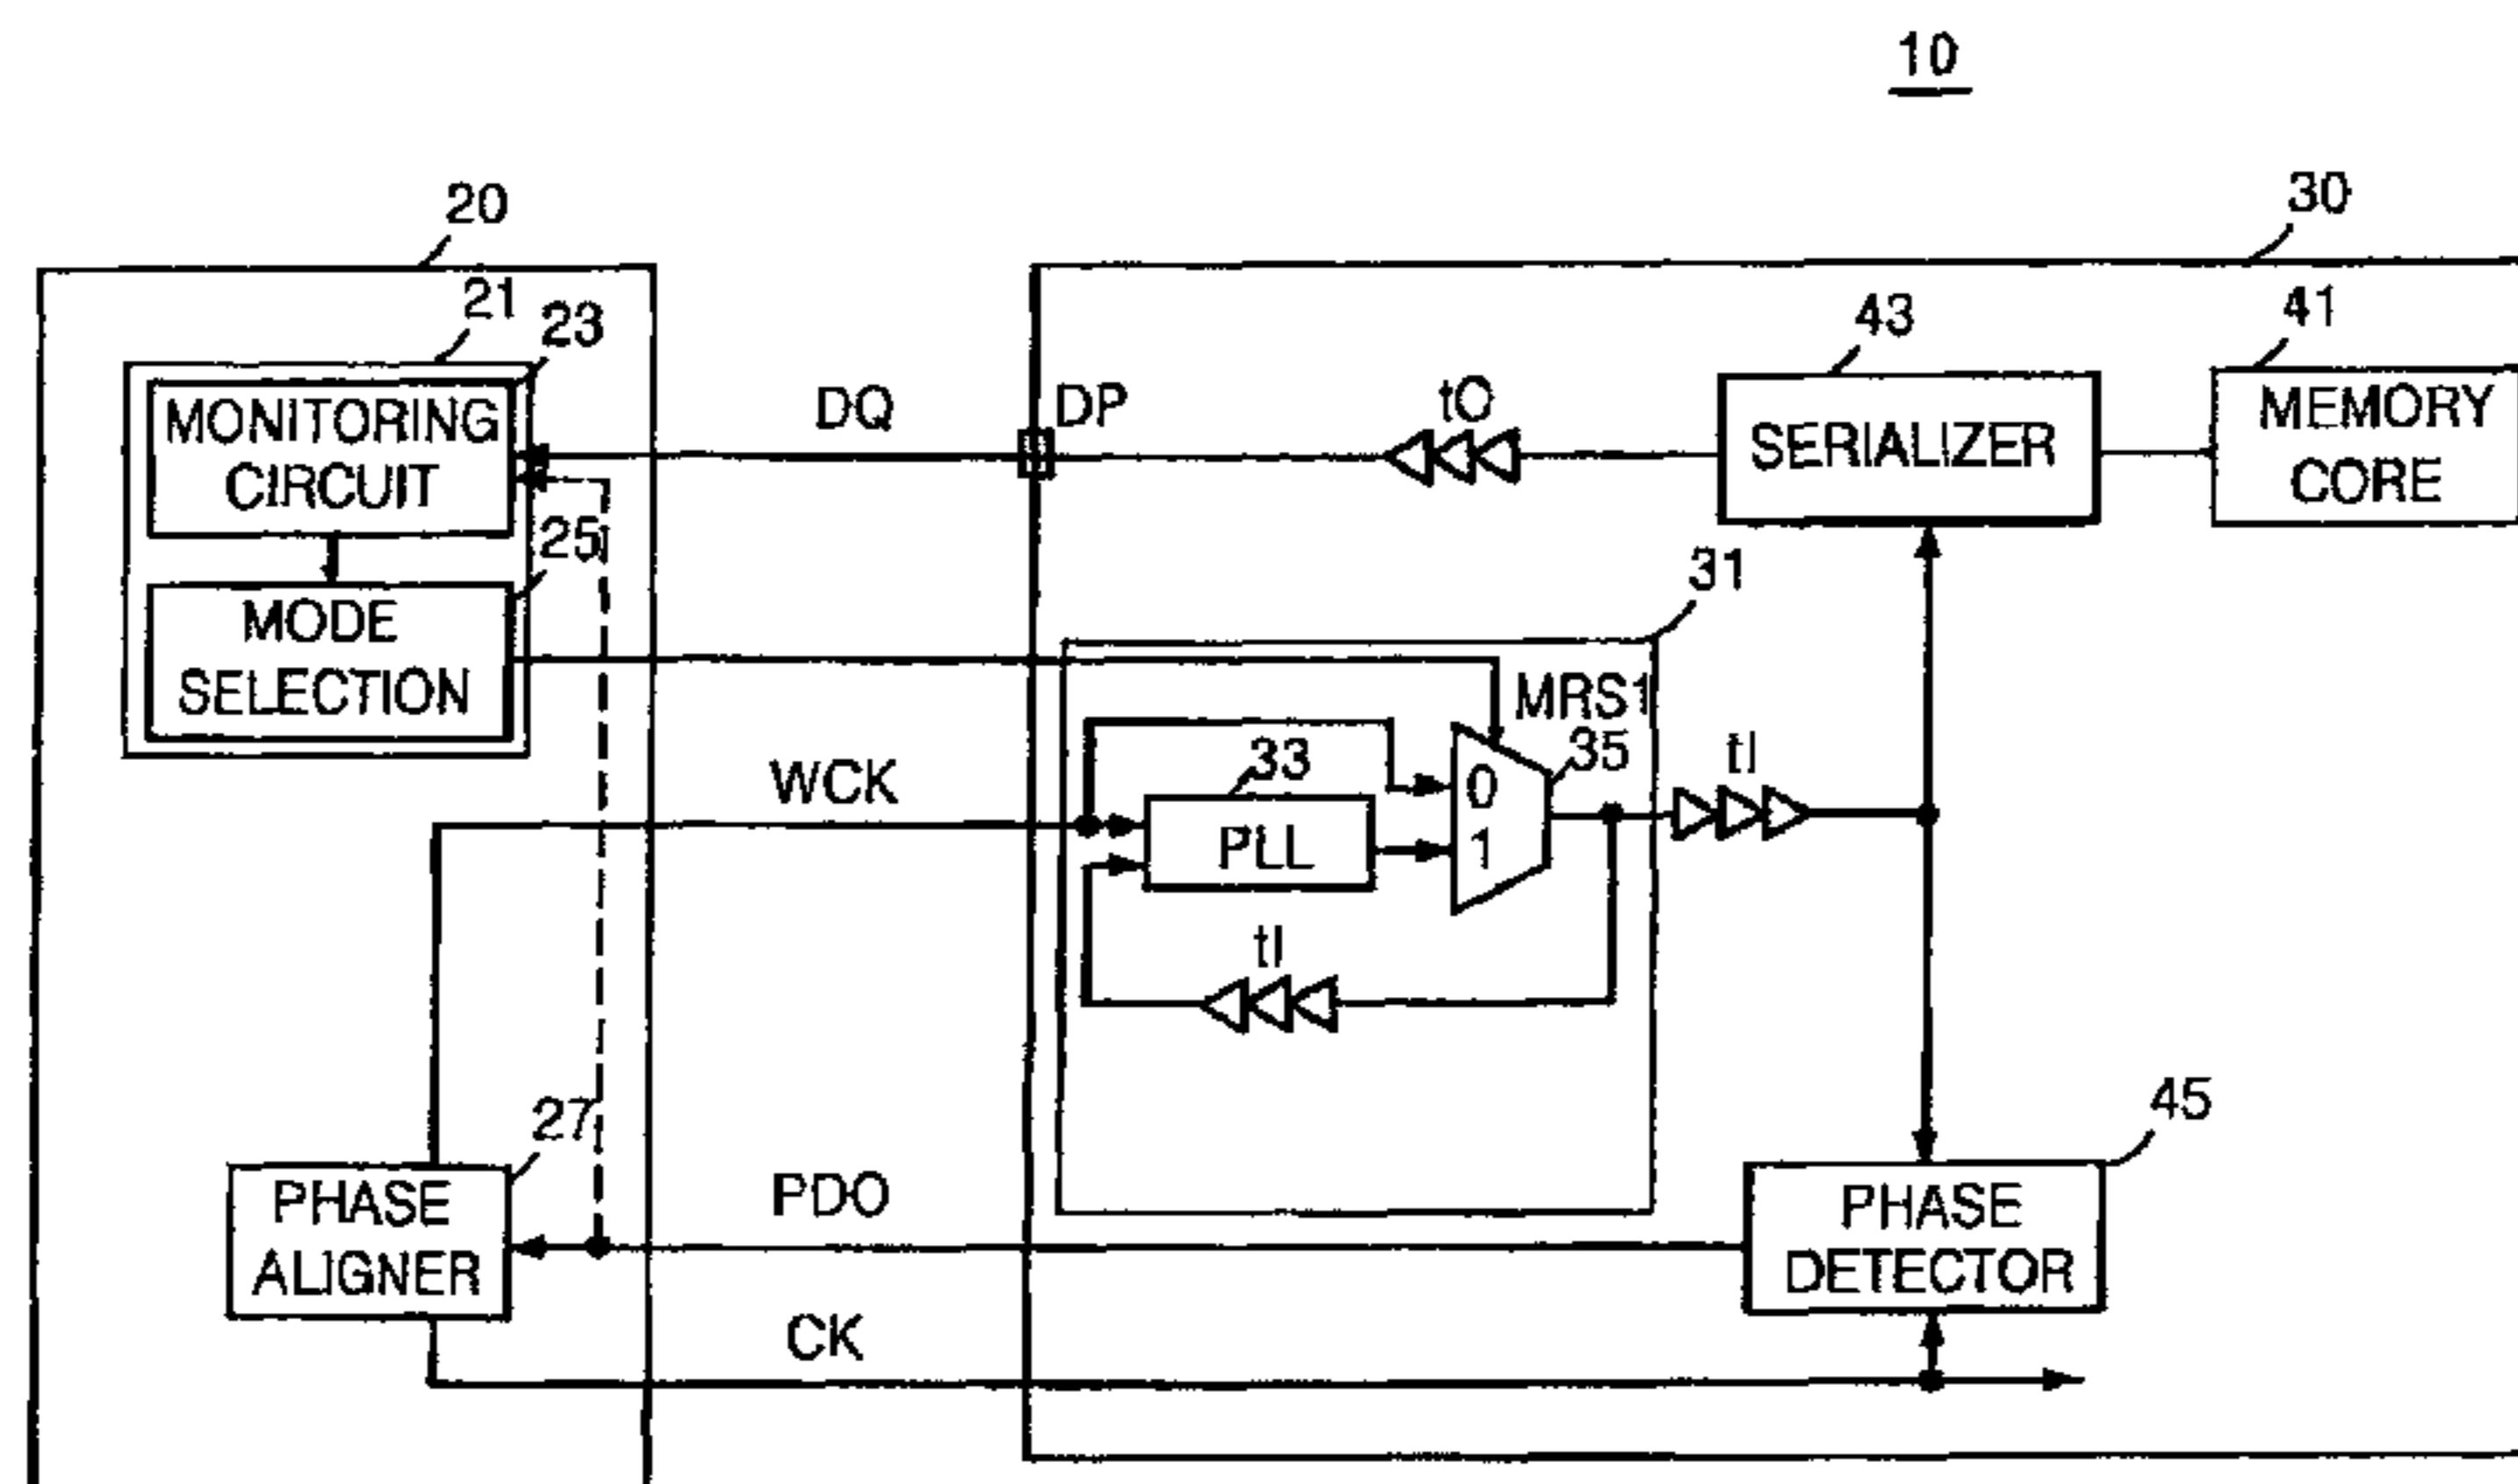 10
20
30
21
23
43
41
MONITORING
CIRCUIT
DQ
DP
tO
SERIALIZER
MEMORY
CORE
25
31
MODE
SELECTION
MRS1
WCK
33
35
tI
0
PLL
1
tI
27
45
PHASE
ALIGNER
PDO
PHASE
DETECTOR
CK